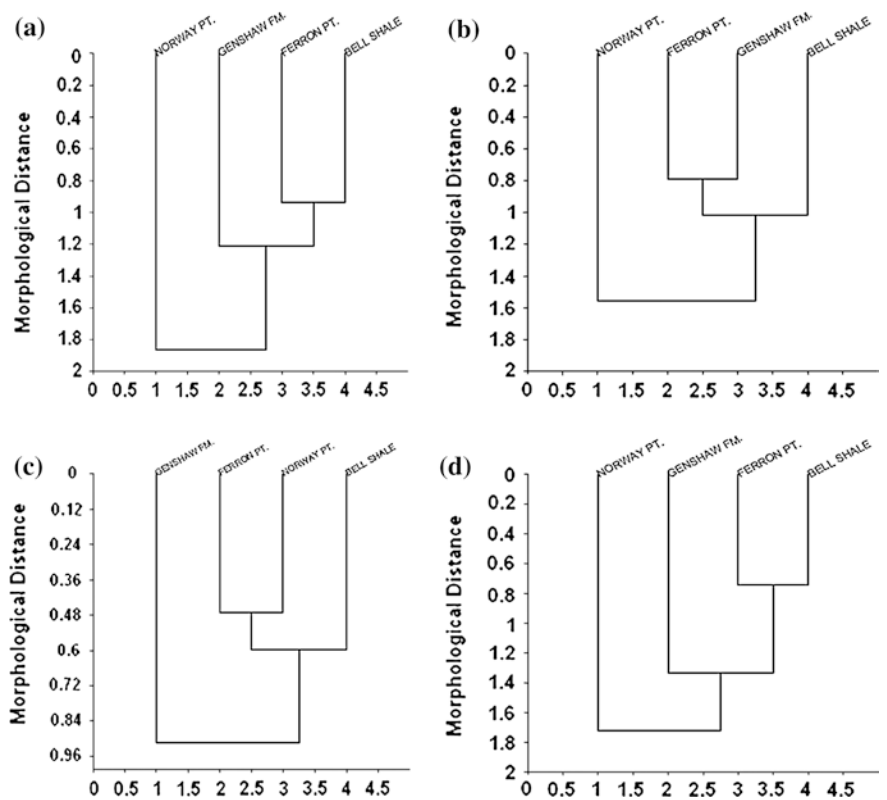 (a)
NORWAY PT. GENSHAW FM. FERRON PT. BELL SHALE
Morphological Distance
0
0.2
0.4
0.6
0.8
1
1.2
1.4
1.6
1.8
2
0 0.5 1 1.5 2 2.5 3 3.5 4 4.5
(b)
NORWAY PT. FERRON PT. GENSHAW FM. BELL SHALE
Morphological Distance
0
0.2
0.4
0.6
0.8
1
1.2
1.4
1.6
1.8
2
0 0.5 1 1.5 2 2.5 3 3.5 4 4.5
(c)
GENSHAW FM. FERRON PT. NORWAY PT. BELL SHALE
Morphological Distance
0
0.12
0.24
0.36
0.48
0.6
0.72
0.84
0.96
0 0.5 1 1.5 2 2.5 3 3.5 4 4.5
(d)
NORWAY PT. GENSHAW FM. FERRON PT. BELL SHALE
Morphological Distance
0
0.2
0.4
0.6
0.8
1
1.2
1.4
1.6
1.8
2
0 0.5 1 1.5 2 2.5 3 3.5 4 4.5